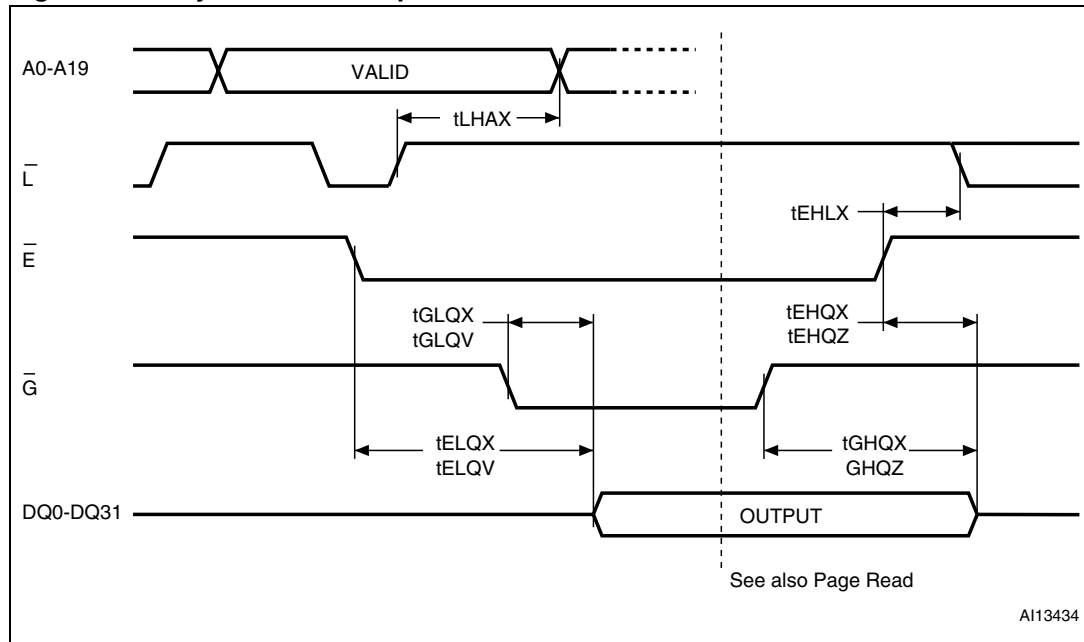 A0-A19
VALID
tLHAX
L
tEHLX
E
tGLQX
tGLQV
tEHQX
tEHQZ
G
tELQX
tELQV
tGHQX
GHQZ
DQ0-DQ31
OUTPUT
See also Page Read
AI13434